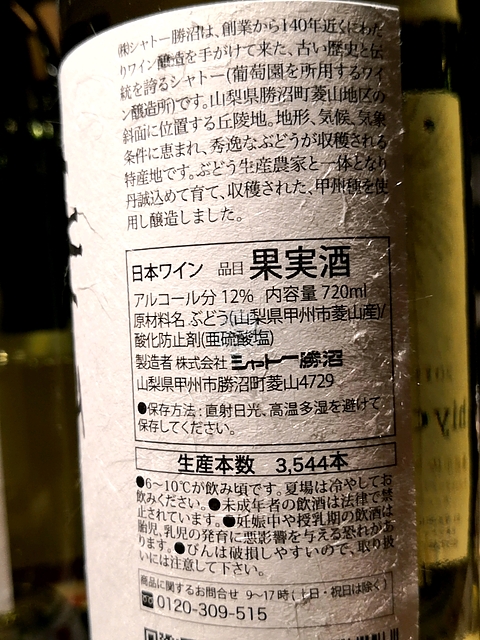 ㈱シャトー勝沼は、創業から140年近くにわた
りワイン醸造を手がけて来た、古い歴史と伝
統を誇るシャトー(葡萄園を所用するワイ
ン醸造所)です。山梨県勝沼町菱山地区の
斜面に位置する丘陵地。地形、気候、気象
条件に恵まれ、秀逸なぶどうが収穫される
特産地です。ぶどう生産農家と一体となり
丹誠込めて育て、収穫された、甲州種を使
用し醸造しました。
日本ワイン 品目 果実酒
アルコール分 12% 内容量 720ml
原材料名 ぶどう(山梨県甲州市菱山産)/
酸化防止剤(亜硫酸塩)
製造者 株式会社 シャトー勝沼
山梨県甲州市勝沼町菱山4729
●保存方法:直射日光、高温多湿を避けて
保存してください。
生産本数 3,544本
●6~10℃が飲み頃です。夏場は冷やしてお
飲みください。●未成年者の飲酒は法律で禁
止されています。●妊娠中や授乳期の飲酒は
胎児、乳児の発育に悪影響を与える恐れがあ
ります。●びんは破損しやすいので、取り扱
いには注意して下さい。
商品に関するお問合せ 9~17時(土日・祝日は除く)
0120-309-515